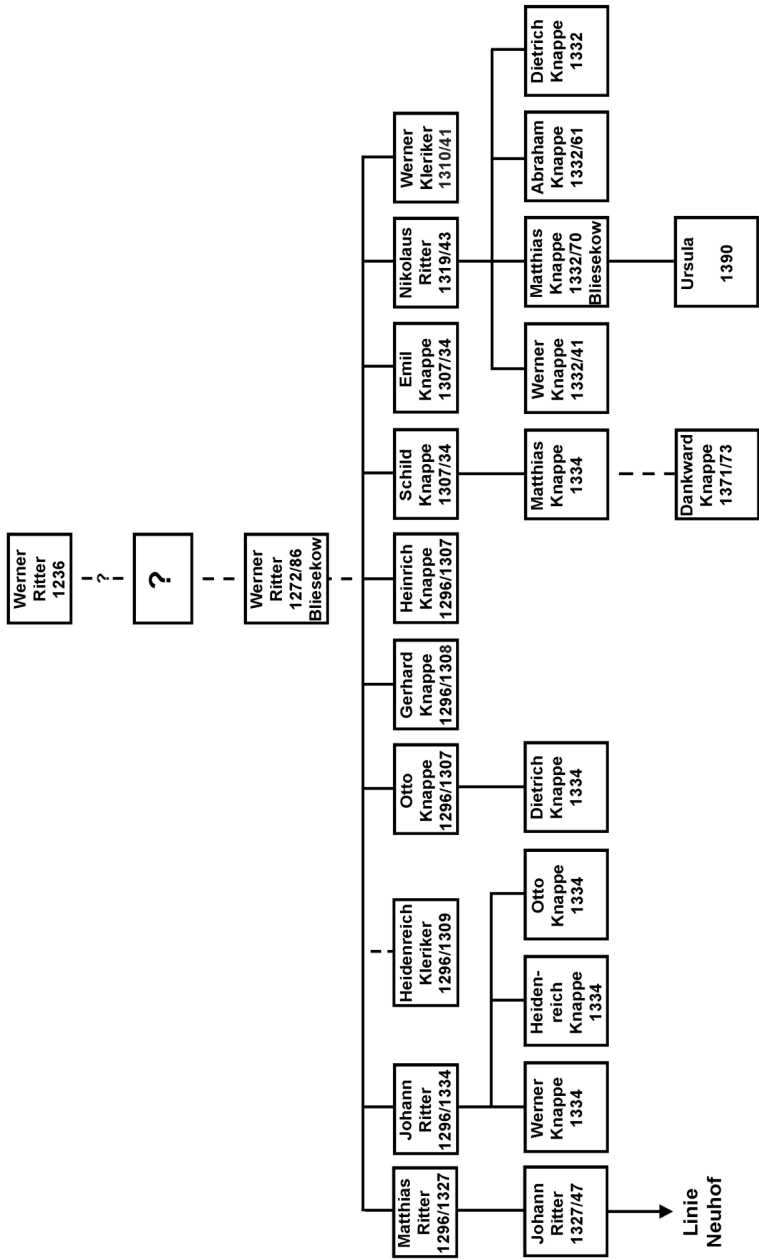 Werner
Ritter
1236
?
?
Werner
Ritter
1272/86
Bliesekow
Matthias
Ritter
1296/1327
Johann
Ritter
1296/1334
Heidenreich
Kleriker
1296/1309
Otto
Knappe
1296/1307
Gerhard
Knappe
1296/1308
Heinrich
Knappe
1296/1307
Schild
Knappe
1307/34
Emil
Knappe
1307/34
Nikolaus
Ritter
1319/43
Werner
Kleriker
1310/41
Johann
Ritter
1327/47
Werner
Knappe
1334
Heiden-
reich
Knappe
1334
Otto
Knappe
1334
Dietrich
Knappe
1334
Matthias
Knappe
1334
Werner
Knappe
1332/41
Matthias
Knappe
1332/70
Bliesekow
Abraham
Knappe
1332/61
Dietrich
Knappe
1332
Linie
Neuhof
Dankward
Knappe
1371/73
Ursula
1390